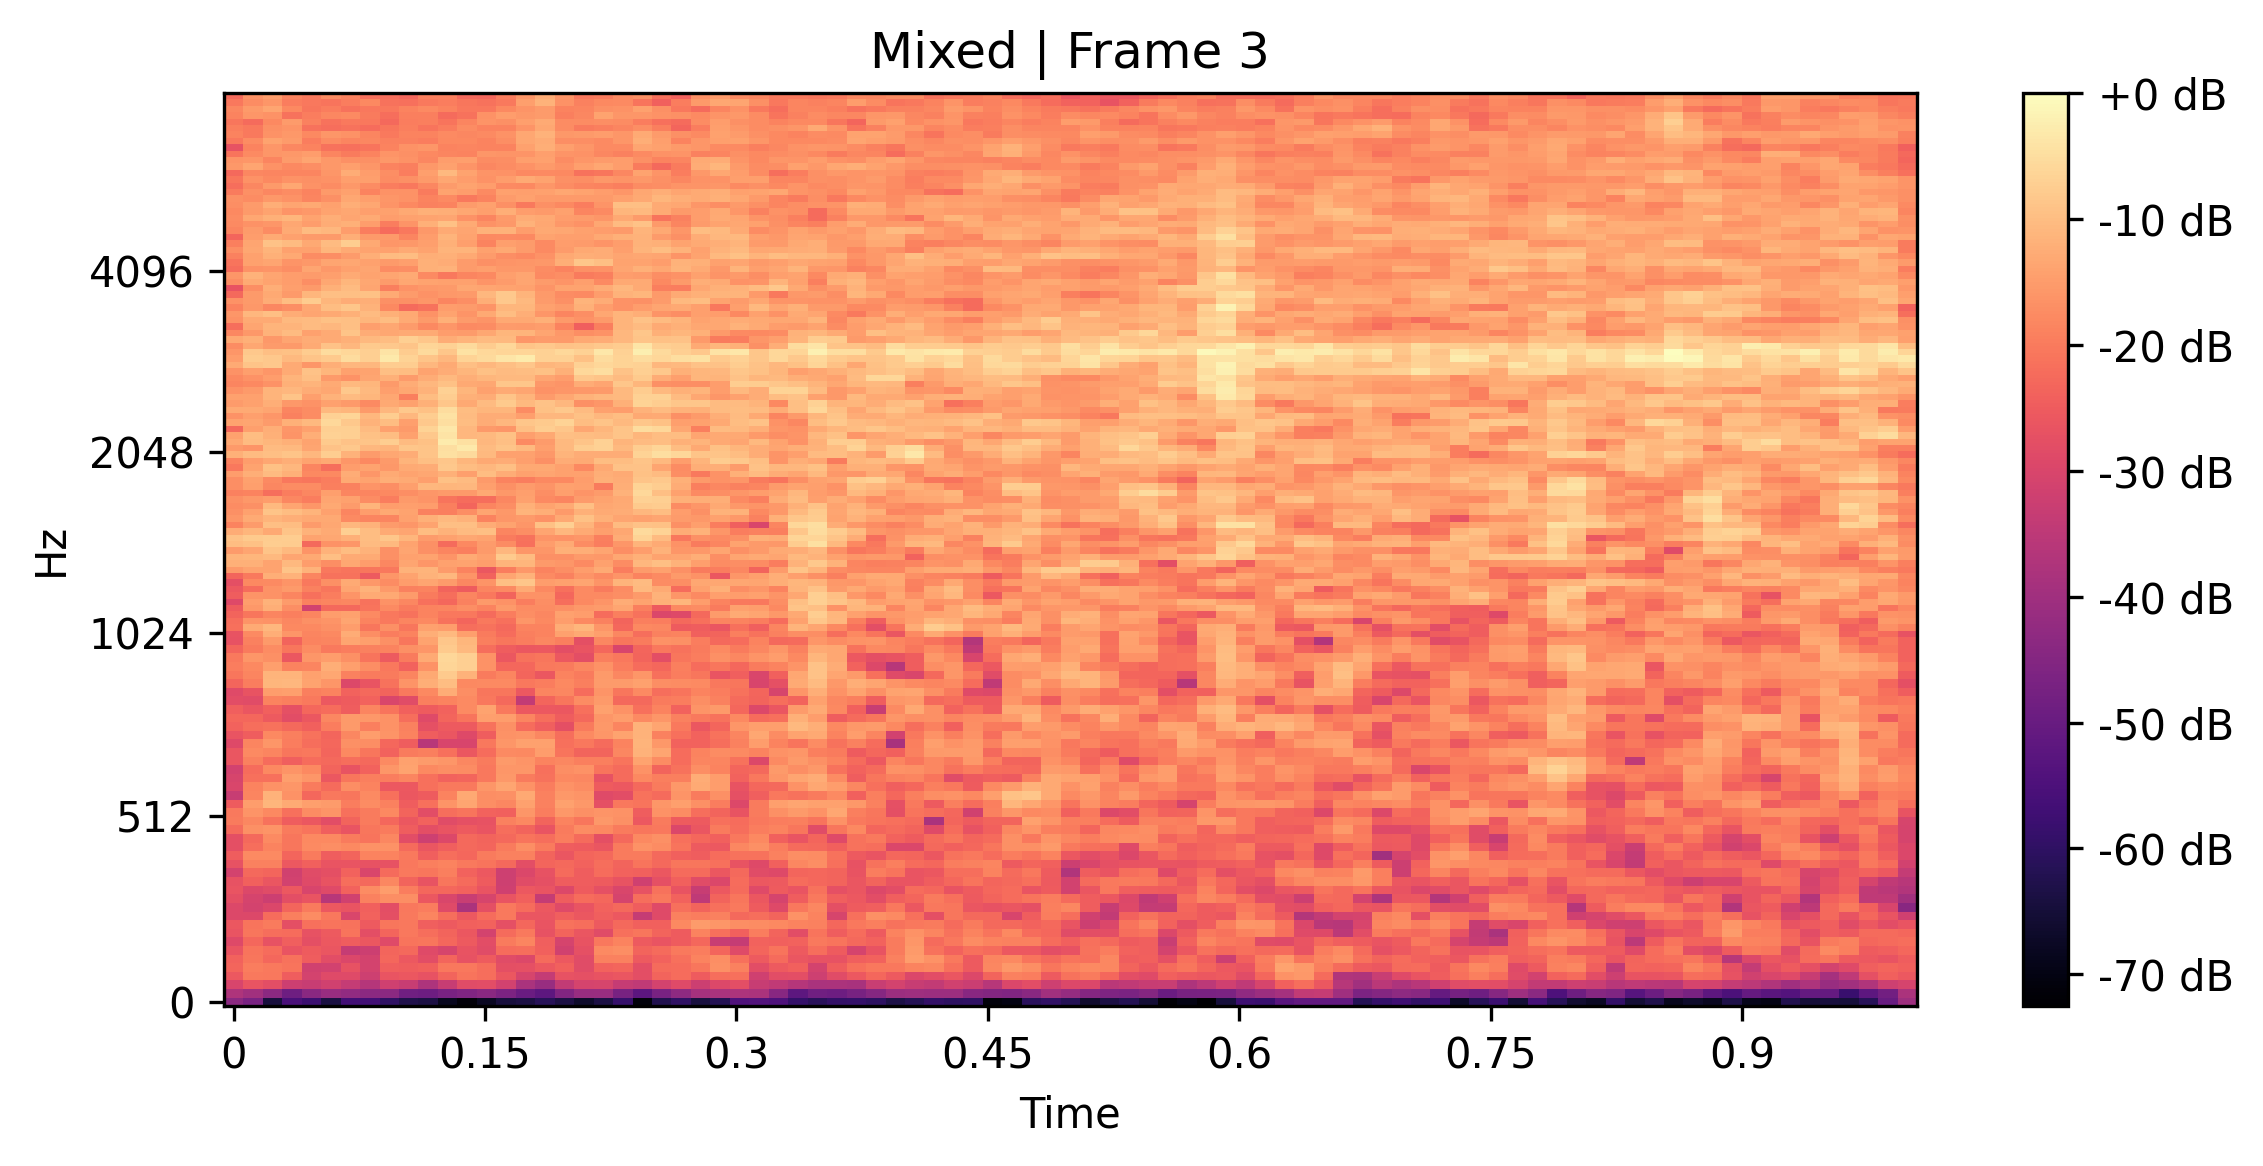 Mixed | Frame 3
+0 dB
-10 dB
-20 dB
-30 dB
-40 dB
-50 dB
-60 dB
-70 dB
4096
2048
1024
512
0
Hz
0 0.15 0.3 0.45 0.6 0.75 0.9
Time